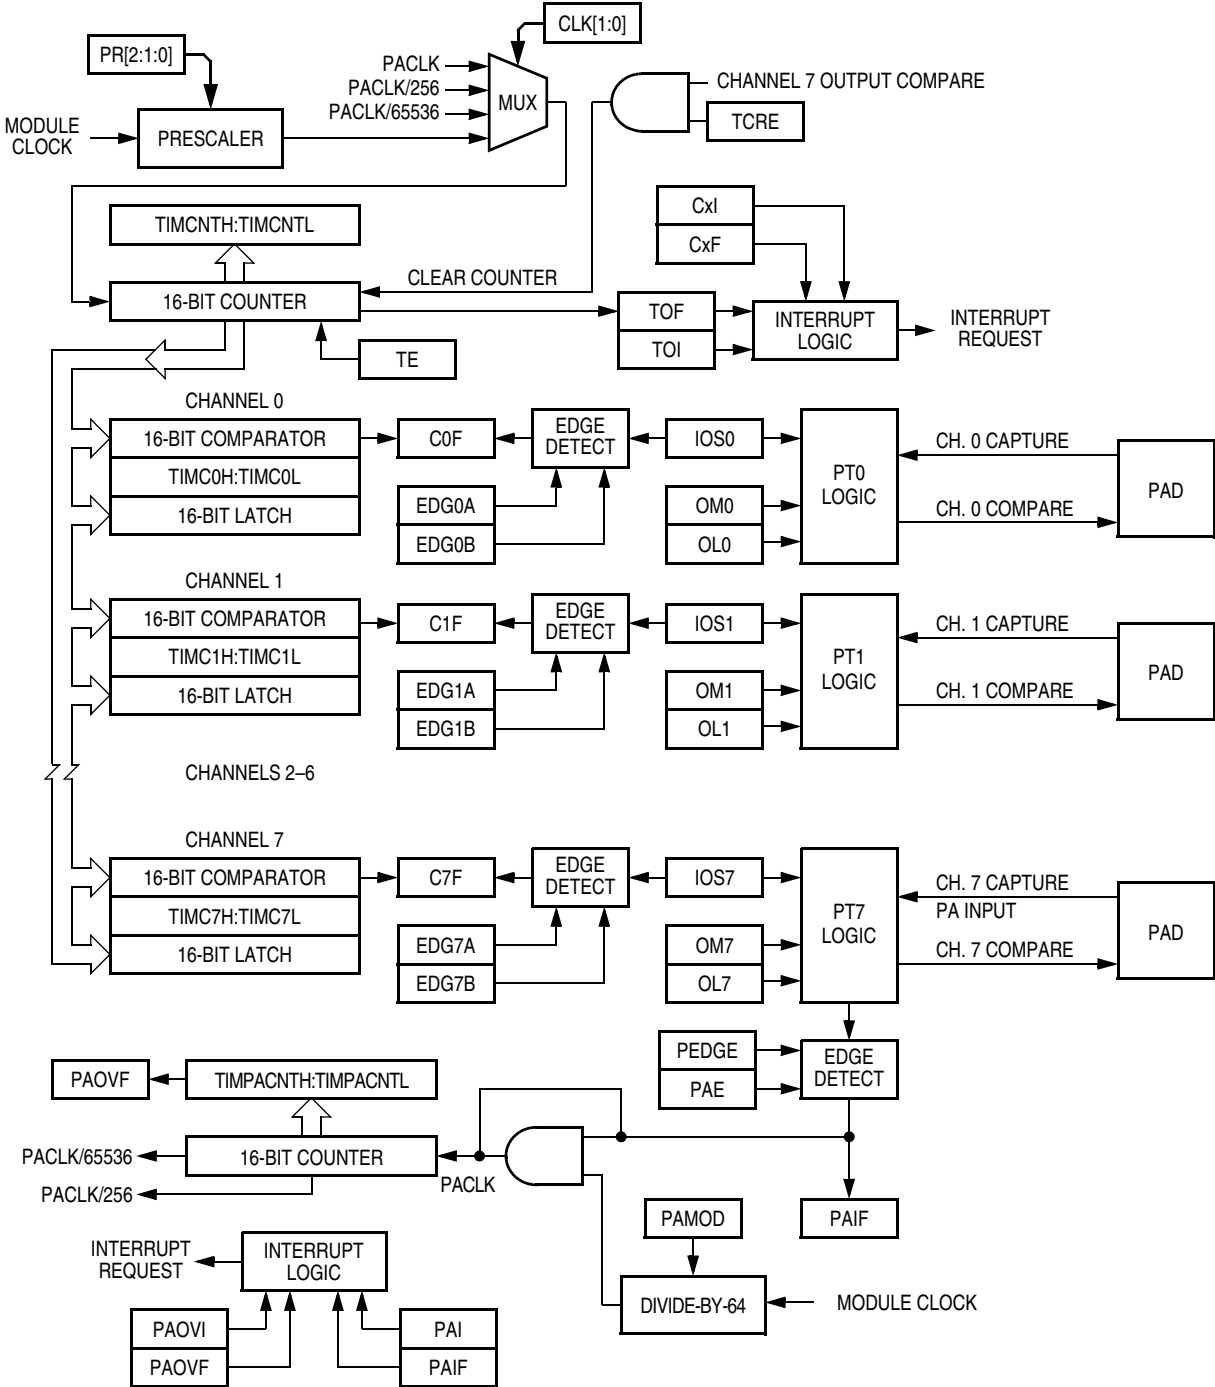 CLK[1:0]
PR[2:1:0]
PACLK
PACLK/256
PACLK/65536
MUX
CHANNEL 7 OUTPUT COMPARE
TCRE
MODULE
CLOCK
PRESCALER
TIMCNTH:TIMCNTL
CxI
CxF
CLEAR COUNTER
16-BIT COUNTER
TOF
TOI
INTERRUPT
LOGIC
INTERRUPT
REQUEST
TE
CHANNEL 0
16-BIT COMPARATOR
TIMC0H:TIMC0L
16-BIT LATCH
C0F
EDGE
DETECT
IOS0
EDG0A
EDG0B
OM0
OL0
PT0
LOGIC
CH. 0 CAPTURE
CH. 0 COMPARE
PAD
CHANNEL 1
16-BIT COMPARATOR
TIMC1H:TIMC1L
16-BIT LATCH
C1F
EDGE
DETECT
IOS1
EDG1A
EDG1B
OM1
OL1
PT1
LOGIC
CH. 1 CAPTURE
CH. 1 COMPARE
PAD
CHANNELS 2–6
CHANNEL 7
16-BIT COMPARATOR
TIMC7H:TIMC7L
16-BIT LATCH
C7F
EDGE
DETECT
IOS7
EDG7A
EDG7B
OM7
OL7
PT7
LOGIC
CH. 7 CAPTURE
PA INPUT
CH. 7 COMPARE
PAD
PEDGE
PAE
EDGE
DETECT
PAOVF
TIMPACNTH:TIMPACNTL
16-BIT COUNTER
PACLK/65536
PACLK/256
PACLK
PAMOD
PAIF
INTERRUPT
REQUEST
INTERRUPT
LOGIC
DIVIDE-BY-64
MODULE CLOCK
PAOVI
PAOVF
PAI
PAIF